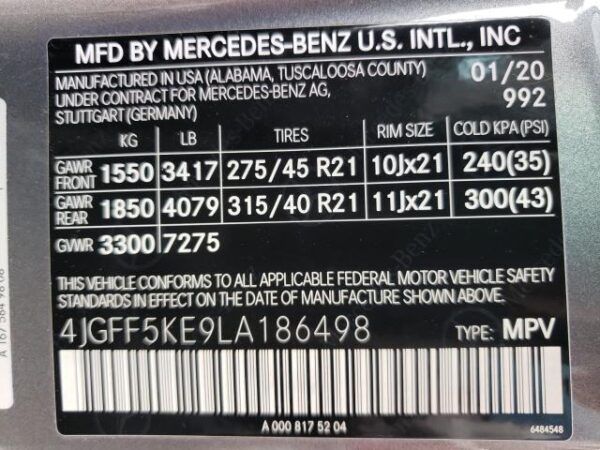 MFD BY MERCEDES-BENZ U.S. INTL., INC
MANUFACTURED IN USA (ALABAMA, TUSCALOOSA COUNTY) 01/20
UNDER CONTRACT FOR MERCEDES-BENZ AG, 992
STUTTGART (GERMANY)
KG LB TIRES RIM SIZE COLD KPA (PSI)
GAWR FRONT 1550 3417 275/45 R21 10Jx21 240(35)
GAWR REAR 1850 4079 315/40 R21 11Jx21 300(43)
GVWR 3300 7275
THIS VEHICLE CONFORMS TO ALL APPLICABLE FEDERAL MOTOR VEHICLE SAFETY
STANDARDS IN EFFECT ON THE DATE OF MANUFACTURE SHOWN ABOVE.
4JGFF5KE9LA186498 TYPE: MPV
A 000 817 52 04
6484548